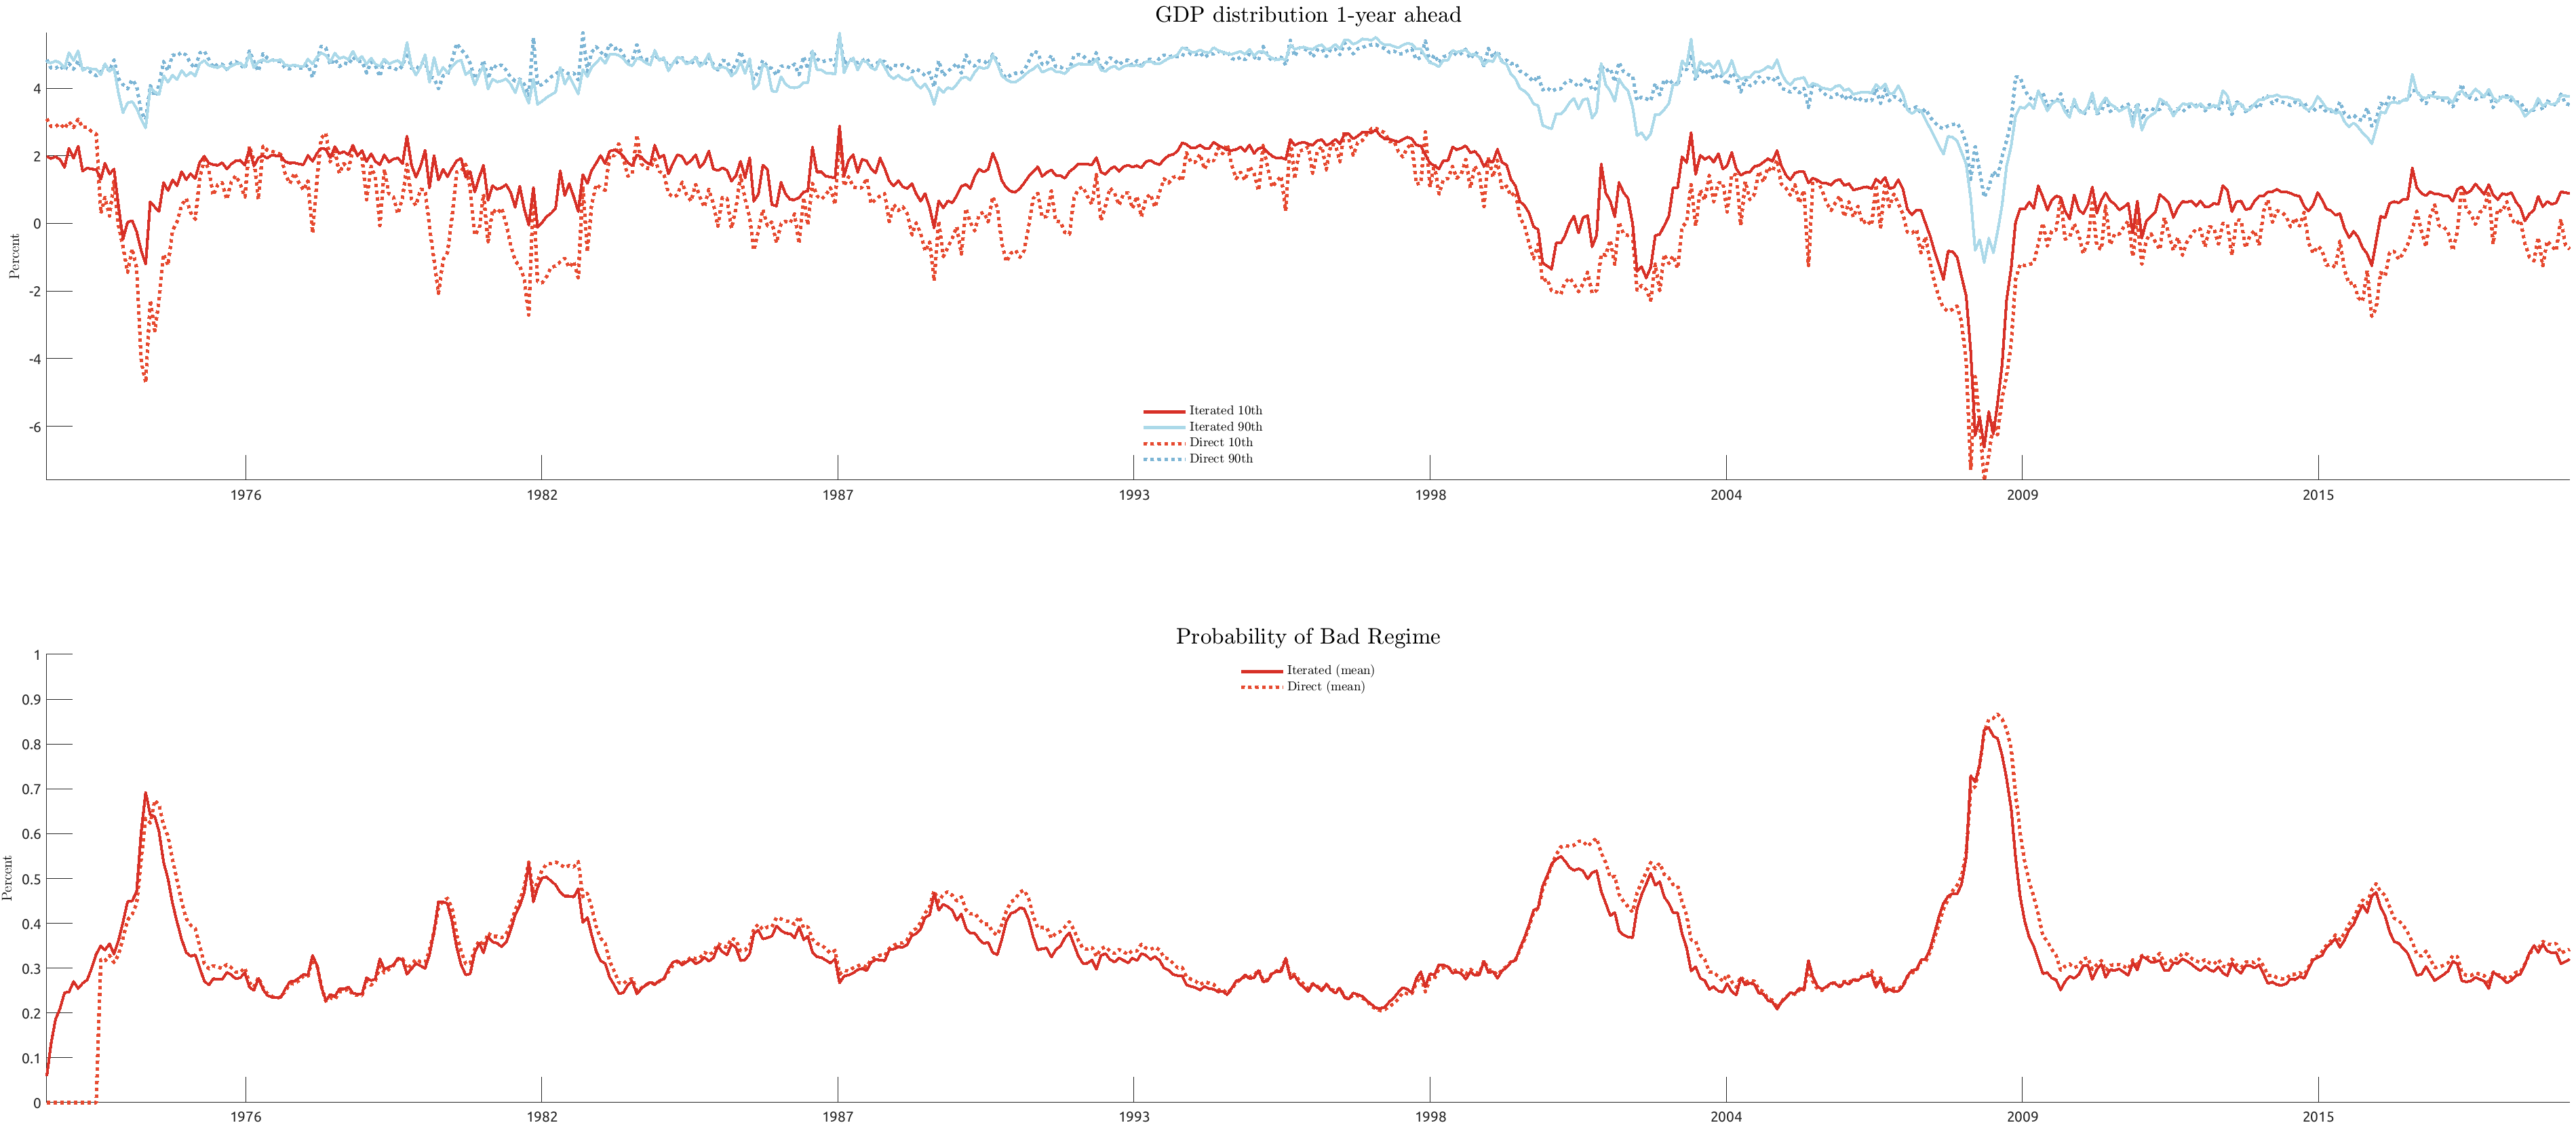 GDP distribution 1-year ahead
Percent
4
2
0
-2
-4
-6
Iterated 10th
Iterated 90th
Direct 10th
Direct 90th
1976 1982 1987 1993 1998 2004 2009 2015
Probability of Bad Regime
Percent
1
0.9
0.8
0.7
0.6
0.5
0.4
0.3
0.2
0.1
0
Iterated (mean)
Direct (mean)
1976 1982 1987 1993 1998 2004 2009 2015